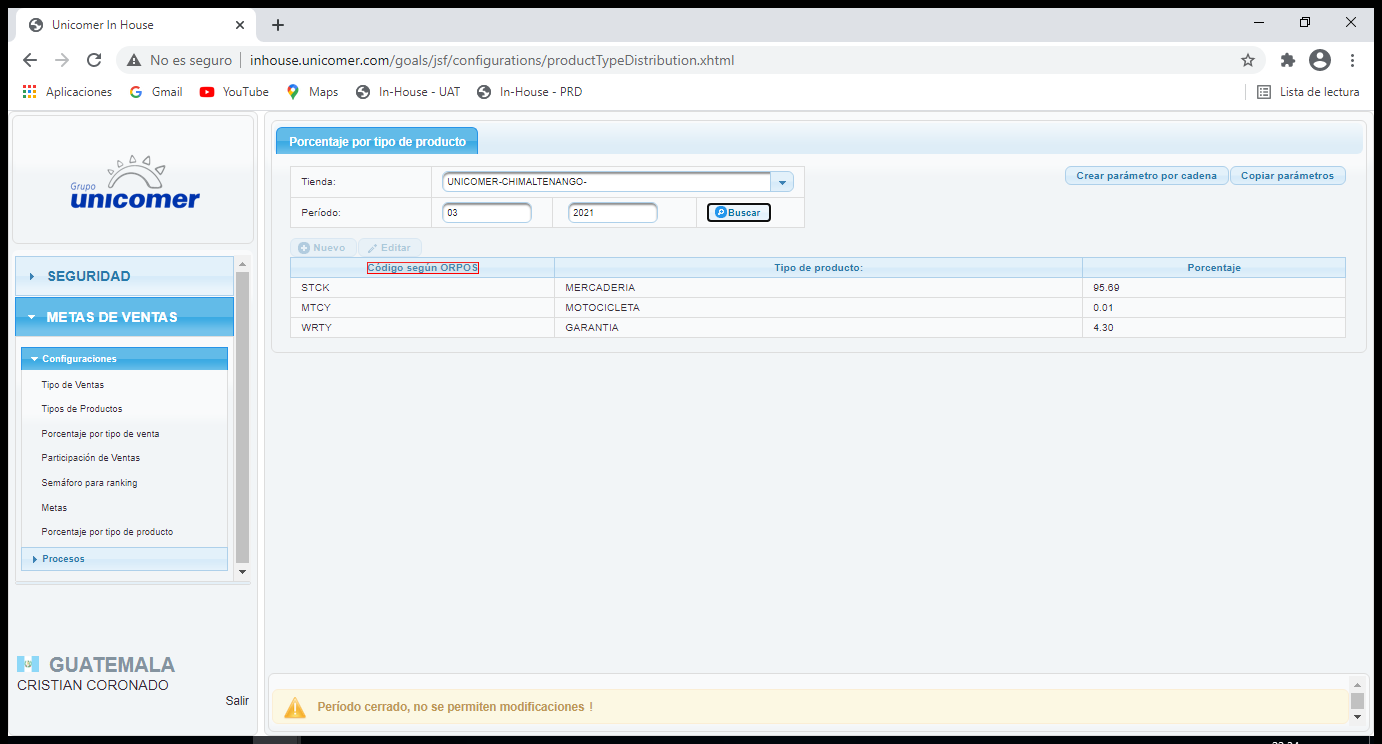 Unicomer In House
No es seguro inhouse.unicomer.com/goals/jsf/configurations/productTypeDistribution.xhtml
Aplicaciones Gmail YouTube Maps In-House - UAT In-House - PRD Lista de lectura
Grupo
unicomer
SEGURIDAD
METAS DE VENTAS
Configuraciones
Tipo de Ventas
Tipos de Productos
Porcentaje por tipo de venta
Participación de Ventas
Semáforo para ranking
Metas
Porcentaje por tipo de producto
Procesos
GUATEMALA
CRISTIAN CORONADO
Salir
Porcentaje por tipo de producto
Tienda: UNICOMER-CHIMALTENANGO-
Crear parámetro por cadena Copiar parámetros
Período: 03 2021 Buscar
Nuevo Editar
Código según ORPOS Tipo de producto: Porcentaje
STCK MERCADERIA 95.69
MTCY MOTOCICLETA 0.01
WRTY GARANTIA 4.30
Período cerrado, no se permiten modificaciones !